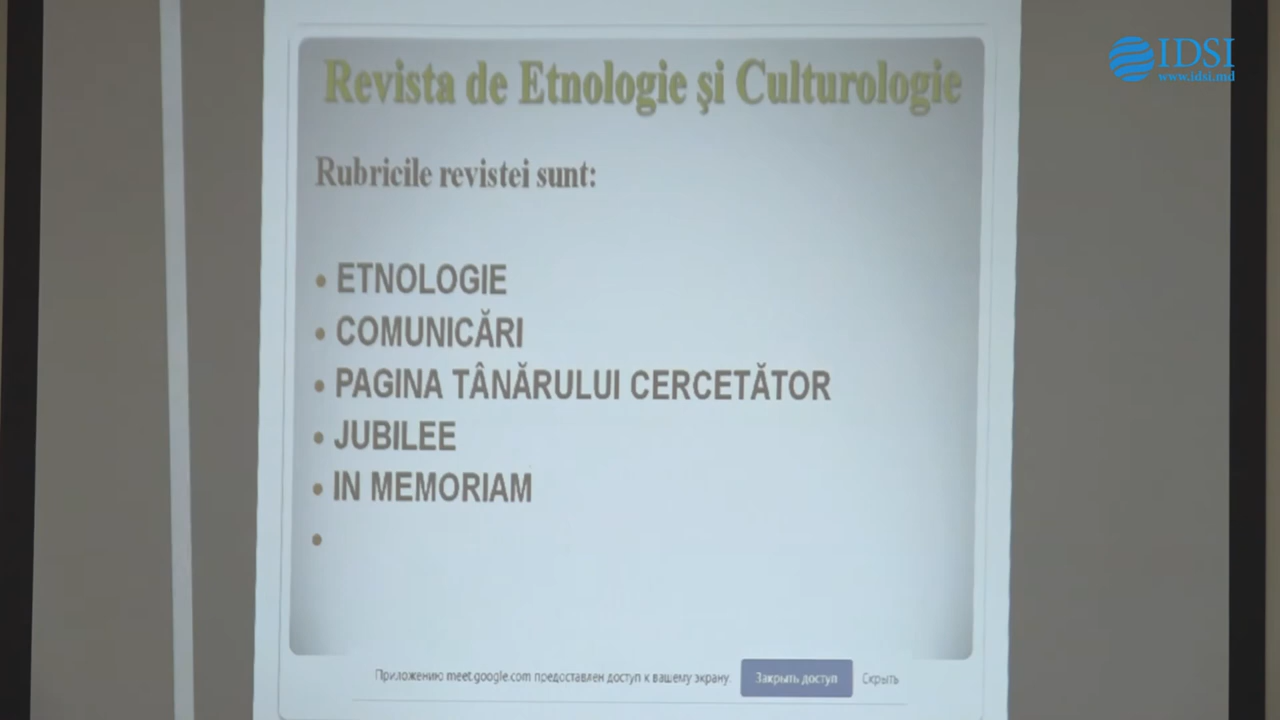 IDSI
www.idsi.md
Revista de Etnologie şi Culturologie
Rubricile revistei sunt:
• ETNOLOGIE
• COMUNICĂRI
• PAGINA TÂNĂRULUI CERCETĂTOR
• JUBILEE
• IN MEMORIAM
•
Приложению meet.google.com предоставлен доступ к вашему экрану. Закрыть доступ Скрыть